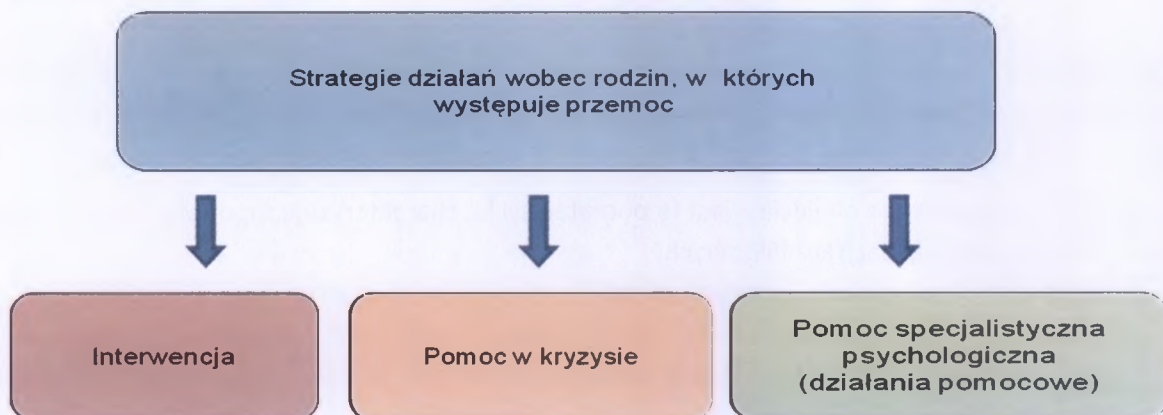 Strategie działań wobec rodzin, w których
występuje przemoc
Interwencja
Pomoc w kryzysie
Pomoc specjalistyczna
psychologiczna
(działania pomocowe)